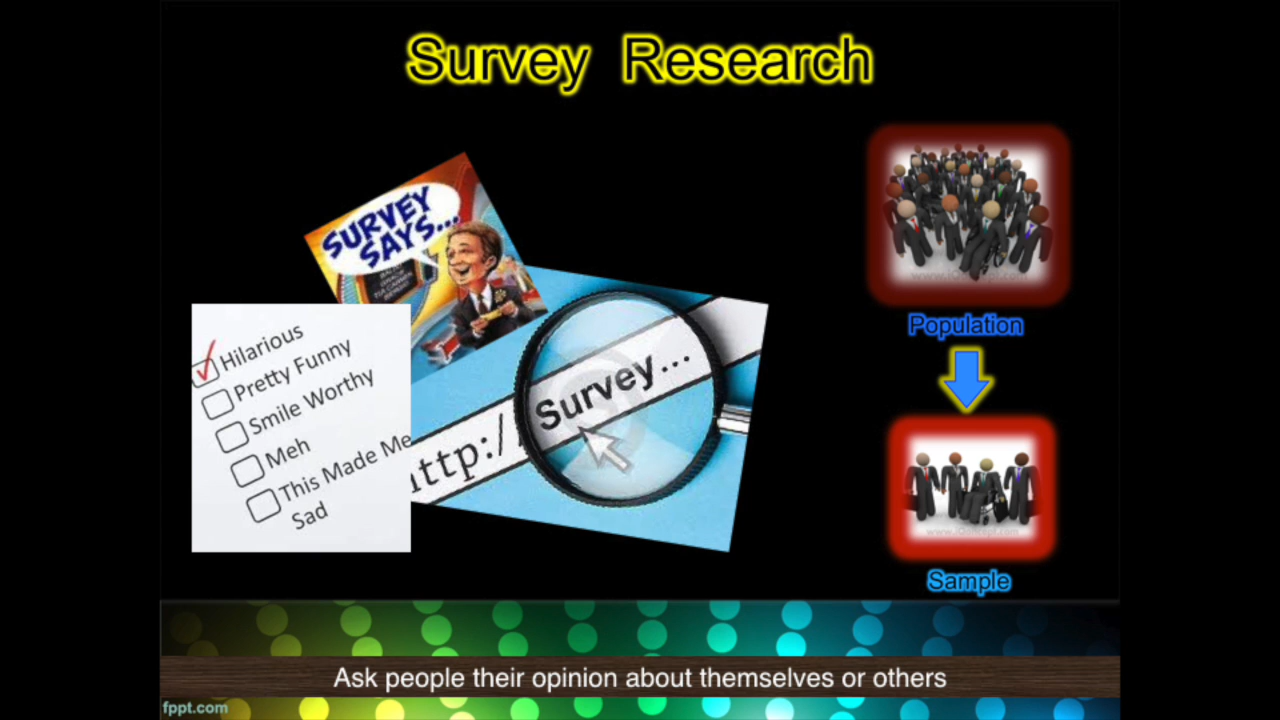 Survey Research
SURVEY
SAYS...
Hilarious
Pretty Funny
Smile Worthy
Meh
This Made Me
Sad
ttp:/
Survey...
Population
Sample
Ask people their opinion about themselves or others
fppt.com